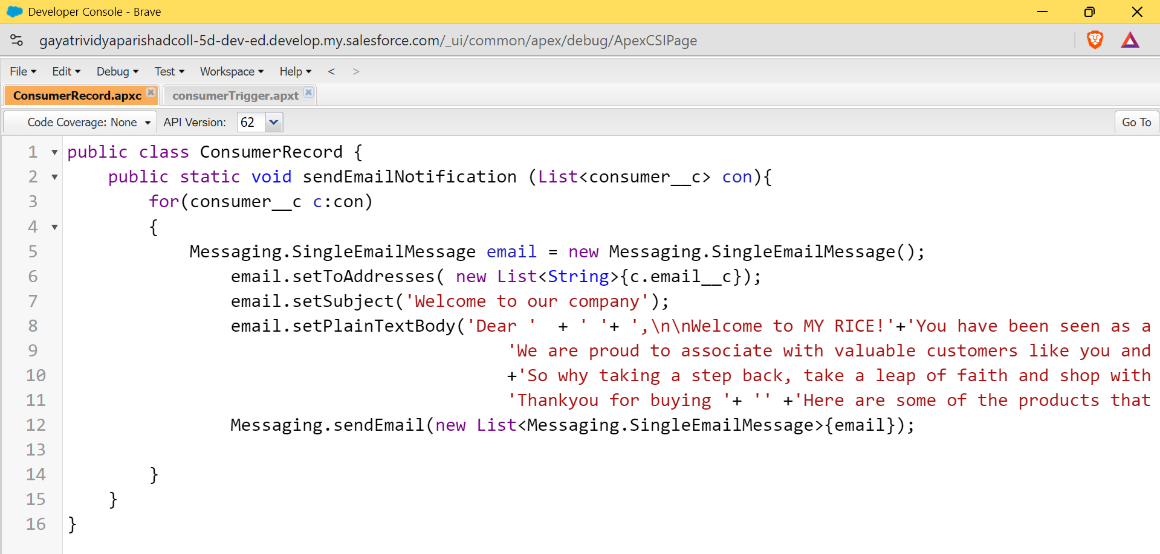 Developer Console - Brave
gayatrividyaparishadcoll-5d-dev-ed.develop.my.salesforce.com/_ui/common/apex/debug/ApexCSIPage
File Edit Debug Test Workspace Help < >
ConsumerRecord.apxc consumerTrigger.apxt
Code Coverage: None API Version: 62 Go To
1 public class ConsumerRecord {
2 public static void sendEmailNotification (List<consumer__c> con){
3 for(consumer__c c:con)
4 {
5 Messaging.SingleEmailMessage email = new Messaging.SingleEmailMessage();
6 email.setToAddresses( new List<String>{c.email__c});
7 email.setSubject('Welcome to our company');
8 email.setPlainTextBody('Dear '  + ' '+ ',\n\nWelcome to MY RICE!'+'You have been seen as a
9 'We are proud to associate with valuable customers like you and
10 +'So why taking a step back, take a leap of faith and shop with
11 'Thankyou for buying '+ '' +'Here are some of the products that
12 Messaging.sendEmail(new List<Messaging.SingleEmailMessage>{email});
13
14 }
15 }
16 }